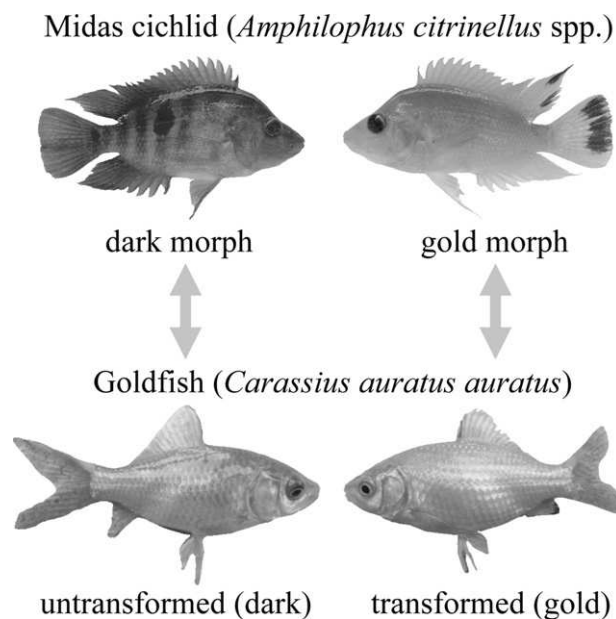 Midas cichlid (Amphilophus citrinellus spp.)
dark morph
gold morph
Goldfish (Carassius auratus auratus)
untransformed (dark)
transformed (gold)